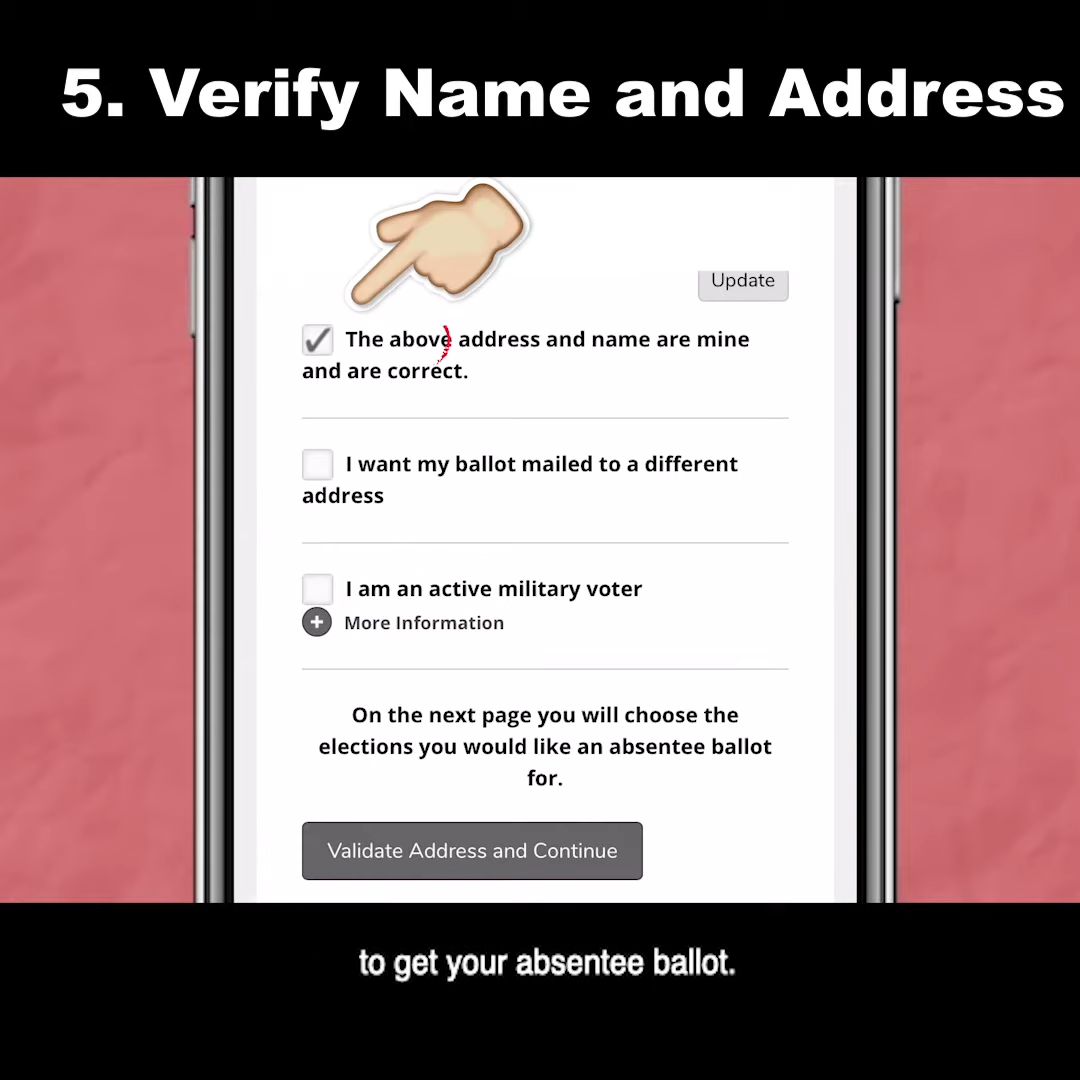 5. Verify Name and Address
Update
The above address and name are mine
and are correct.
I want my ballot mailed to a different
address
I am an active military voter
More Information
On the next page you will choose the
elections you would like an absentee ballot
for.
Validate Address and Continue
to get your absentee ballot.